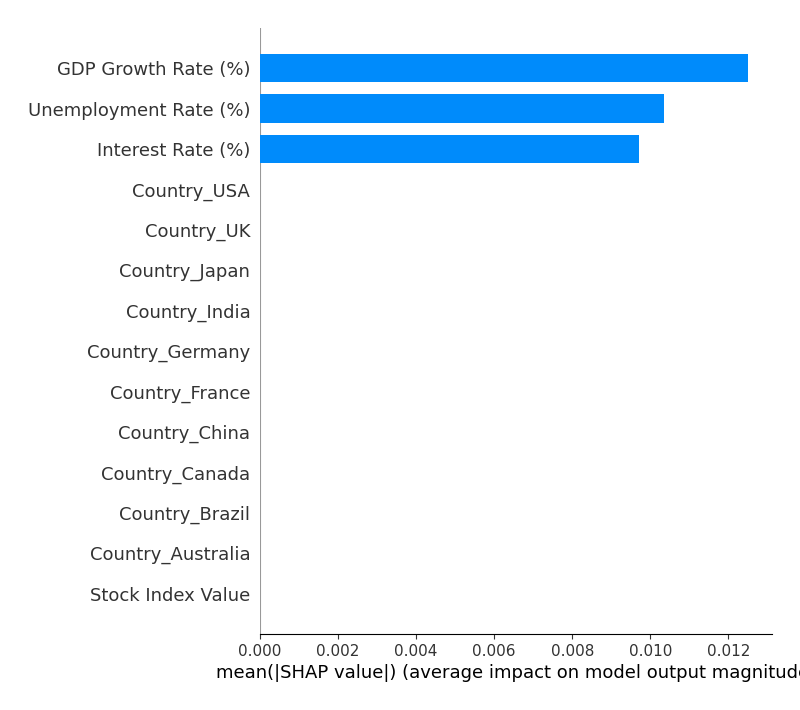 GDP Growth Rate (%)
Unemployment Rate (%)
Interest Rate (%)
Country_USA
Country_UK
Country_Japan
Country_India
Country_Germany
Country_France
Country_China
Country_Canada
Country_Brazil
Country_Australia
Stock Index Value
0.000 0.002 0.004 0.006 0.008 0.010 0.012
mean(|SHAP value|) (average impact on model output magnitude